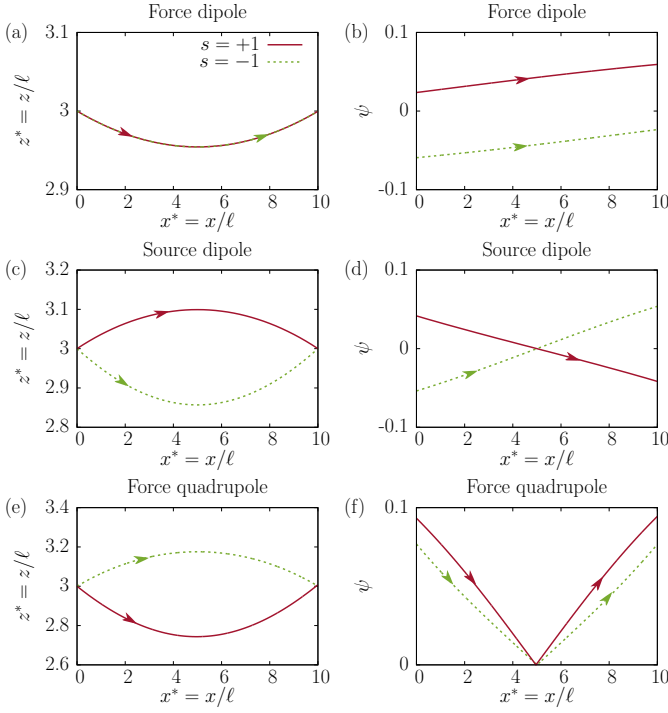 Force dipole
(a)
3.1
3
2.9
z* = z/ℓ
s = +1
s = −1
0 2 4 6 8 10
x* = x/ℓ
Force dipole
(b)
0.1
0
-0.1
ψ
0 2 4 6 8 10
x* = x/ℓ
Source dipole
(c)
3.2
3.1
3
2.9
2.8
z* = z/ℓ
0 2 4 6 8 10
x* = x/ℓ
Source dipole
(d)
0.1
0
-0.1
ψ
0 2 4 6 8 10
x* = x/ℓ
Force quadrupole
(e)
3.4
3.2
3
2.8
2.6
z* = z/ℓ
0 2 4 6 8 10
x* = x/ℓ
Force quadrupole
(f)
0.1
0
ψ
0 2 4 6 8 10
x* = x/ℓ